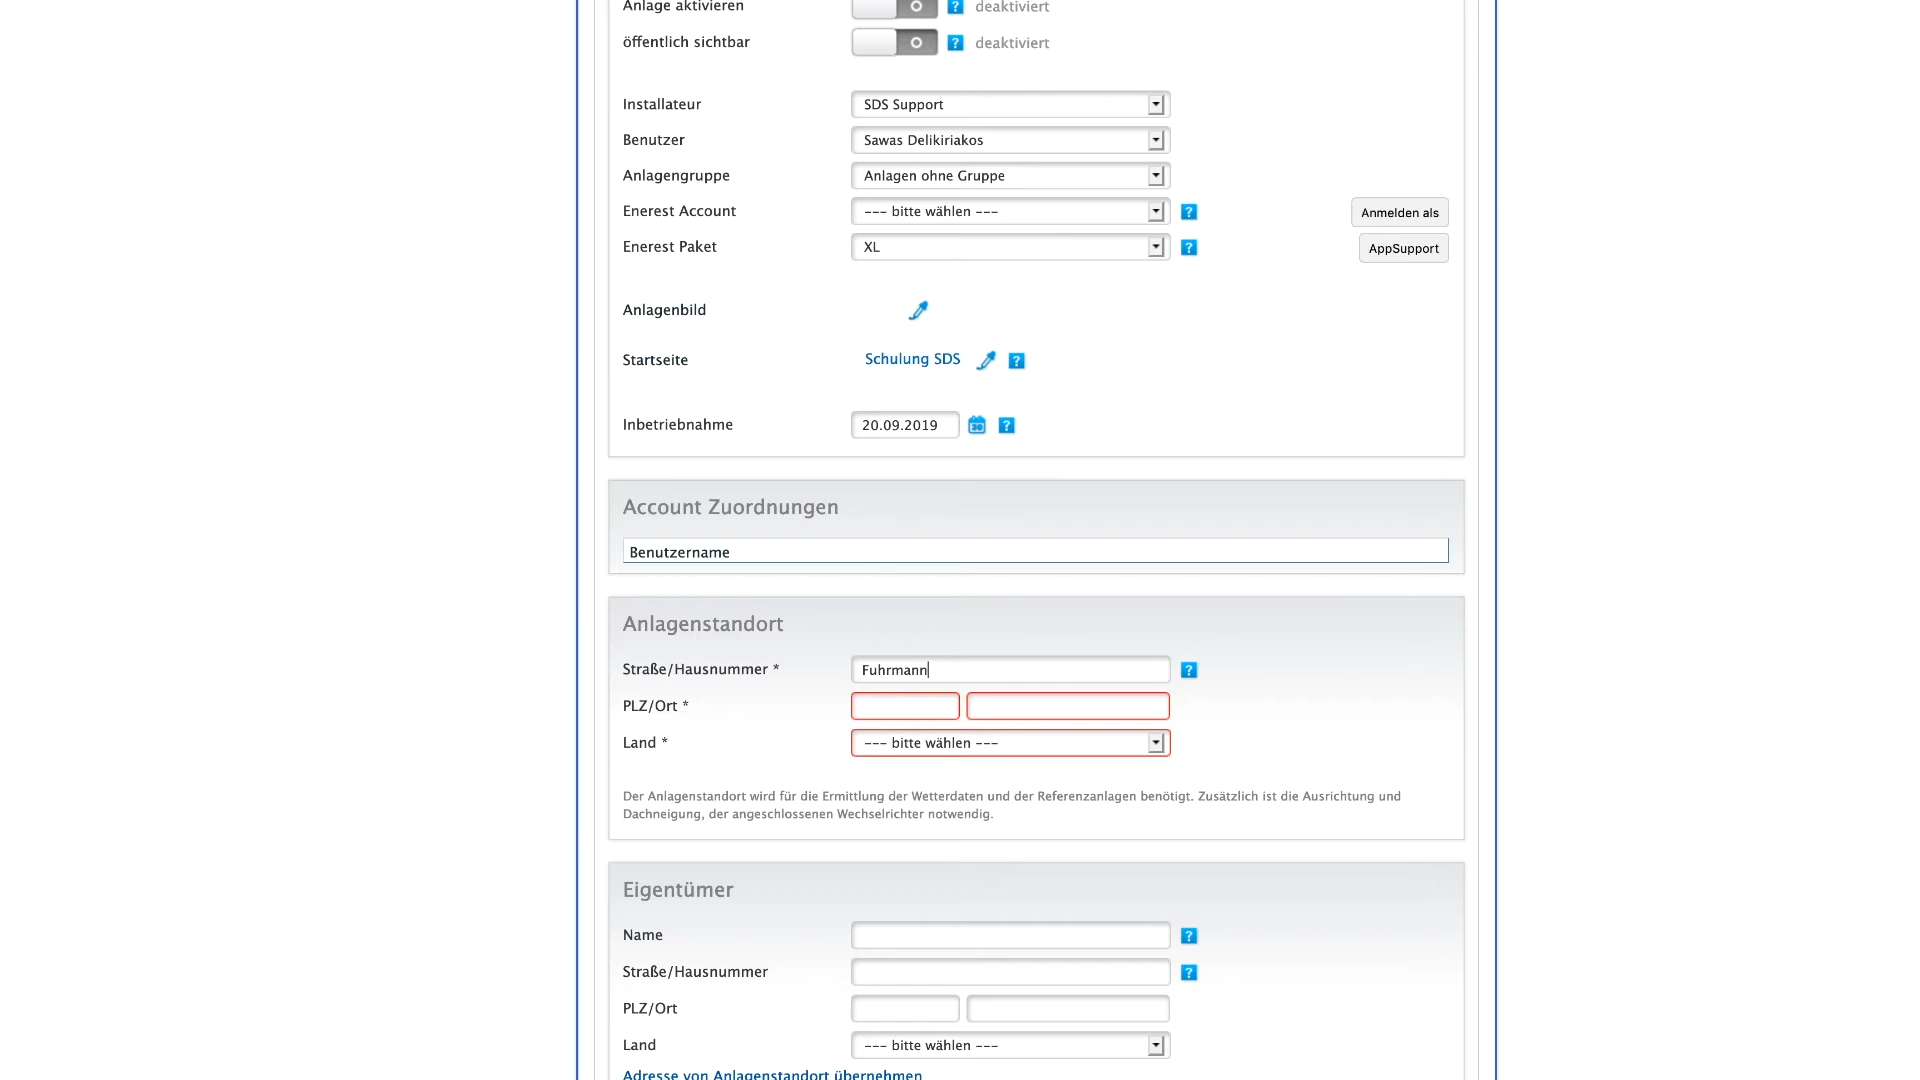 Anlage aktivieren ? deaktiviert
öffentlich sichtbar ? deaktiviert
Installateur SDS Support
Benutzer Sawas Delikiriakos
Anlagengruppe Anlagen ohne Gruppe
Enerest Account --- bitte wählen --- ? Anmelden als
Enerest Paket XL ? AppSupport
Anlagenbild
Startseite Schulung SDS ?
Inbetriebnahme 20.09.2019 30 ?
Account Zuordnungen
Benutzername
Anlagenstandort
Straße/Hausnummer * Fuhrmann ?
PLZ/Ort *
Land * --- bitte wählen ---
Der Anlagenstandort wird für die Ermittlung der Wetterdaten und der Referenzanlagen benötigt. Zusätzlich ist die Ausrichtung und
Dachneigung, der angeschlossenen Wechselrichter notwendig.
Eigentümer
Name ?
Straße/Hausnummer ?
PLZ/Ort
Land --- bitte wählen ---
Adresse von Anlagenstandort übernehmen